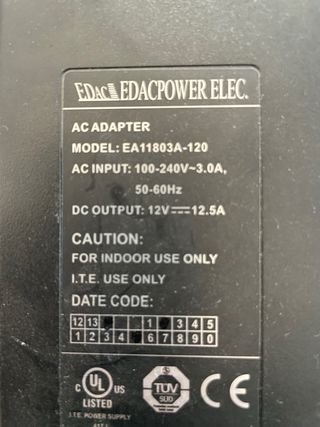 EDAC EDACPOWER ELEC.
AC ADAPTER
MODEL: EA11803A-120
AC INPUT: 100-240V~3.0A,
50-60Hz
DC OUTPUT: 12V⎓12.5A
CAUTION:
FOR INDOOR USE ONLY
I.T.E. USE ONLY
DATE CODE:
12 13 1 3 4 5
1 2 3 4 6 7 8 9 0
C UL US
LISTED
I.T.E. POWER SUPPLY
TÜV
SÜD
CE